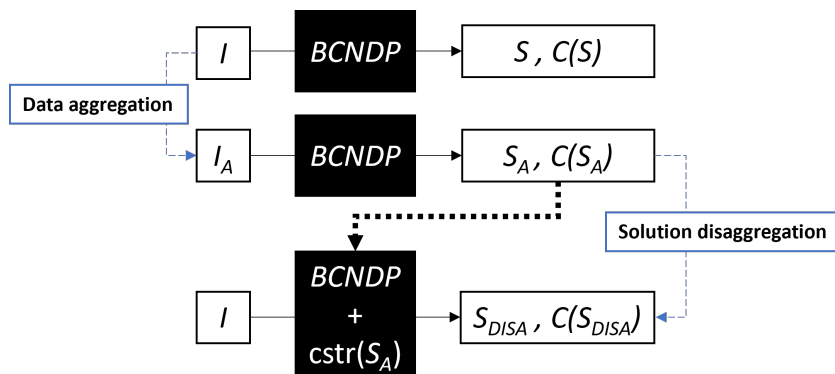 I
BCNDP
S , C(S)
Data aggregation
I_A
BCNDP
S_A , C(S_A)
Solution disaggregation
I
BCNDP
+
cstr(S_A)
S_DISA , C(S_DISA)